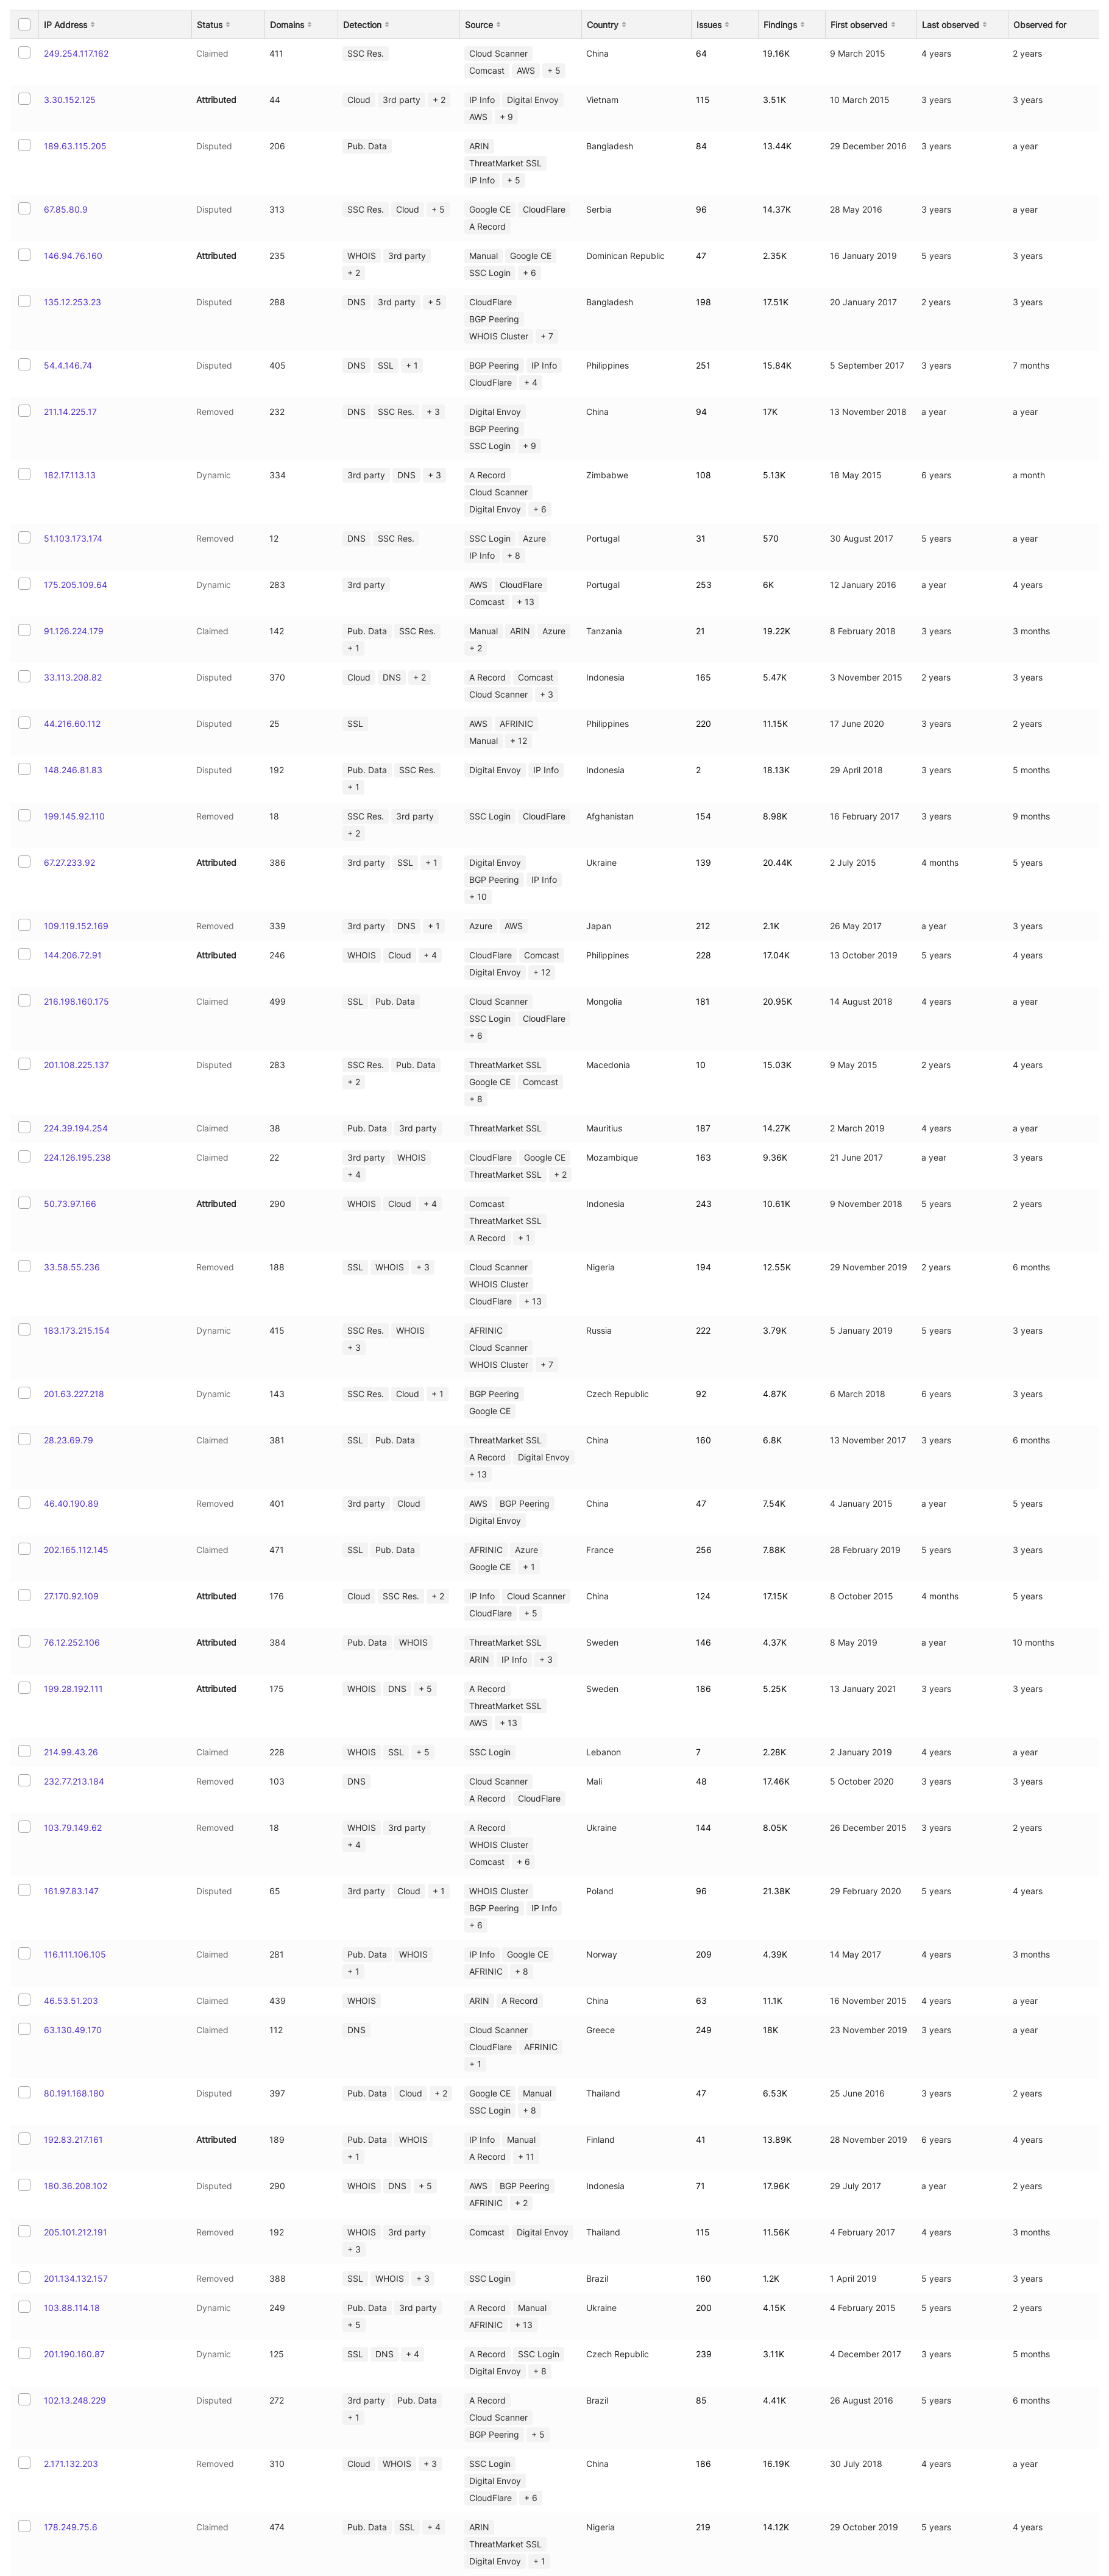 IP Address Status Domains Detection Source Country Issues Findings First observed Last observed Observed for
249.254.117.162 Claimed 411 SSC Res. Cloud Scanner China 64 19.16K 9 March 2015 4 years 2 years
Comcast AWS + 5
3.30.152.125 Attributed 44 Cloud 3rd party + 2 IP Info Digital Envoy Vietnam 115 3.51K 10 March 2015 3 years 3 years
AWS + 9
189.63.115.205 Disputed 206 Pub. Data ARIN Bangladesh 84 13.44K 29 December 2016 3 years a year
ThreatMarket SSL
IP Info + 5
67.85.80.9 Disputed 313 SSC Res. Cloud + 5 Google CE CloudFlare Serbia 96 14.37K 28 May 2016 3 years a year
A Record
146.94.76.160 Attributed 235 WHOIS 3rd party Manual Google CE Dominican Republic 47 2.35K 16 January 2019 5 years 3 years
+ 2 SSC Login + 6
135.12.253.23 Disputed 288 DNS 3rd party + 5 CloudFlare Bangladesh 198 17.51K 20 January 2017 2 years 3 years
BGP Peering
WHOIS Cluster + 7
54.4.146.74 Disputed 405 DNS SSL + 1 BGP Peering IP Info Philippines 251 15.84K 5 September 2017 3 years 7 months
CloudFlare + 4
211.14.225.17 Removed 232 DNS SSC Res. + 3 Digital Envoy China 94 17K 13 November 2018 a year a year
BGP Peering
SSC Login + 9
182.17.113.13 Dynamic 334 3rd party DNS + 3 A Record Zimbabwe 108 5.13K 18 May 2015 6 years a month
Cloud Scanner
Digital Envoy + 6
51.103.173.174 Removed 12 DNS SSC Res. SSC Login Azure Portugal 31 570 30 August 2017 5 years a year
IP Info + 8
175.205.109.64 Dynamic 283 3rd party AWS CloudFlare Portugal 253 6K 12 January 2016 a year 4 years
Comcast + 13
91.126.224.179 Claimed 142 Pub. Data SSC Res. Manual ARIN Azure Tanzania 21 19.22K 8 February 2018 3 years 3 months
+ 1 + 2
33.113.208.82 Disputed 370 Cloud DNS + 2 A Record Comcast Indonesia 165 5.47K 3 November 2015 2 years 3 years
Cloud Scanner + 3
44.216.60.112 Disputed 25 SSL AWS AFRINIC Philippines 220 11.15K 17 June 2020 3 years 2 years
Manual + 12
148.246.81.83 Disputed 192 Pub. Data SSC Res. Digital Envoy IP Info Indonesia 2 18.13K 29 April 2018 3 years 5 months
+ 1
199.145.92.110 Removed 18 SSC Res. 3rd party SSC Login CloudFlare Afghanistan 154 8.98K 16 February 2017 3 years 9 months
+ 2
67.27.233.92 Attributed 386 3rd party SSL + 1 Digital Envoy Ukraine 139 20.44K 2 July 2015 4 months 5 years
BGP Peering IP Info
+ 10
109.119.152.169 Removed 339 3rd party DNS + 1 Azure AWS Japan 212 2.1K 26 May 2017 a year 3 years
144.206.72.91 Attributed 246 WHOIS Cloud + 4 CloudFlare Comcast Philippines 228 17.04K 13 October 2019 5 years 4 years
Digital Envoy + 12
216.198.160.175 Claimed 499 SSL Pub. Data Cloud Scanner Mongolia 181 20.95K 14 August 2018 4 years a year
SSC Login CloudFlare
+ 6
201.108.225.137 Disputed 283 SSC Res. Pub. Data ThreatMarket SSL Macedonia 10 15.03K 9 May 2015 2 years 4 years
+ 2 Google CE Comcast
+ 8
224.39.194.254 Claimed 38 Pub. Data 3rd party ThreatMarket SSL Mauritius 187 14.27K 2 March 2019 4 years a year
224.126.195.238 Claimed 22 3rd party WHOIS CloudFlare Google CE Mozambique 163 9.36K 21 June 2017 a year 3 years
+ 4 ThreatMarket SSL + 2
50.73.97.166 Attributed 290 WHOIS Cloud + 4 Comcast Indonesia 243 10.61K 9 November 2018 5 years 2 years
ThreatMarket SSL
A Record + 1
33.58.55.236 Removed 188 SSL WHOIS + 3 Cloud Scanner Nigeria 194 12.55K 29 November 2019 2 years 6 months
WHOIS Cluster
CloudFlare + 13
183.173.215.154 Dynamic 415 SSC Res. WHOIS AFRINIC Russia 222 3.79K 5 January 2019 5 years 3 years
+ 3 Cloud Scanner
WHOIS Cluster + 7
201.63.227.218 Dynamic 143 SSC Res. Cloud + 1 BGP Peering Czech Republic 92 4.87K 6 March 2018 6 years 3 years
Google CE
28.23.69.79 Claimed 381 SSL Pub. Data ThreatMarket SSL China 160 6.8K 13 November 2017 3 years 6 months
A Record Digital Envoy
+ 13
46.40.190.89 Removed 401 3rd party Cloud AWS BGP Peering China 47 7.54K 4 January 2015 a year 5 years
Digital Envoy
202.165.112.145 Claimed 471 SSL Pub. Data AFRINIC Azure France 256 7.88K 28 February 2019 5 years 3 years
Google CE + 1
27.170.92.109 Attributed 176 Cloud SSC Res. + 2 IP Info Cloud Scanner China 124 17.15K 8 October 2015 4 months 5 years
CloudFlare + 5
76.12.252.106 Attributed 384 Pub. Data WHOIS ThreatMarket SSL Sweden 146 4.37K 8 May 2019 a year 10 months
ARIN IP Info + 3
199.28.192.111 Attributed 175 WHOIS DNS + 5 A Record Sweden 186 5.25K 13 January 2021 3 years 3 years
ThreatMarket SSL
AWS + 13
214.99.43.26 Claimed 228 WHOIS SSL + 5 SSC Login Lebanon 7 2.28K 2 January 2019 4 years a year
232.77.213.184 Removed 103 DNS Cloud Scanner Mali 48 17.46K 5 October 2020 3 years 3 years
A Record CloudFlare
103.79.149.62 Removed 18 WHOIS 3rd party A Record Ukraine 144 8.05K 26 December 2015 3 years 2 years
+ 4 WHOIS Cluster
Comcast + 6
161.97.83.147 Disputed 65 3rd party Cloud + 1 WHOIS Cluster Poland 96 21.38K 29 February 2020 5 years 4 years
BGP Peering IP Info
+ 6
116.111.106.105 Claimed 281 Pub. Data WHOIS IP Info Google CE Norway 209 4.39K 14 May 2017 4 years 3 months
+ 1 AFRINIC + 8
46.53.51.203 Claimed 439 WHOIS ARIN A Record China 63 11.1K 16 November 2015 4 years a year
63.130.49.170 Claimed 112 DNS Cloud Scanner Greece 249 18K 23 November 2019 3 years a year
CloudFlare AFRINIC
+ 1
80.191.168.180 Disputed 397 Pub. Data Cloud + 2 Google CE Manual Thailand 47 6.53K 25 June 2016 3 years 2 years
SSC Login + 8
192.83.217.161 Attributed 189 Pub. Data WHOIS IP Info Manual Finland 41 13.89K 28 November 2019 6 years 4 years
+ 1 A Record + 11
180.36.208.102 Disputed 290 WHOIS DNS + 5 AWS BGP Peering Indonesia 71 17.96K 29 July 2017 a year 2 years
AFRINIC + 2
205.101.212.191 Removed 192 WHOIS 3rd party Comcast Digital Envoy Thailand 115 11.56K 4 February 2017 4 years 3 months
+ 3
201.134.132.157 Removed 388 SSL WHOIS + 3 SSC Login Brazil 160 1.2K 1 April 2019 5 years 3 years
103.88.114.18 Dynamic 249 Pub. Data 3rd party A Record Manual Ukraine 200 4.15K 4 February 2015 5 years 2 years
+ 5 AFRINIC + 13
201.190.160.87 Dynamic 125 SSL DNS + 4 A Record SSC Login Czech Republic 239 3.11K 4 December 2017 3 years 5 months
Digital Envoy + 8
102.13.248.229 Disputed 272 3rd party Pub. Data A Record Brazil 85 4.41K 26 August 2016 5 years 6 months
+ 1 Cloud Scanner
BGP Peering + 5
2.171.132.203 Removed 310 Cloud WHOIS + 3 SSC Login China 186 16.19K 30 July 2018 4 years a year
Digital Envoy
CloudFlare + 6
178.249.75.6 Claimed 474 Pub. Data SSL + 4 ARIN Nigeria 219 14.12K 29 October 2019 5 years 4 years
ThreatMarket SSL
Digital Envoy + 1